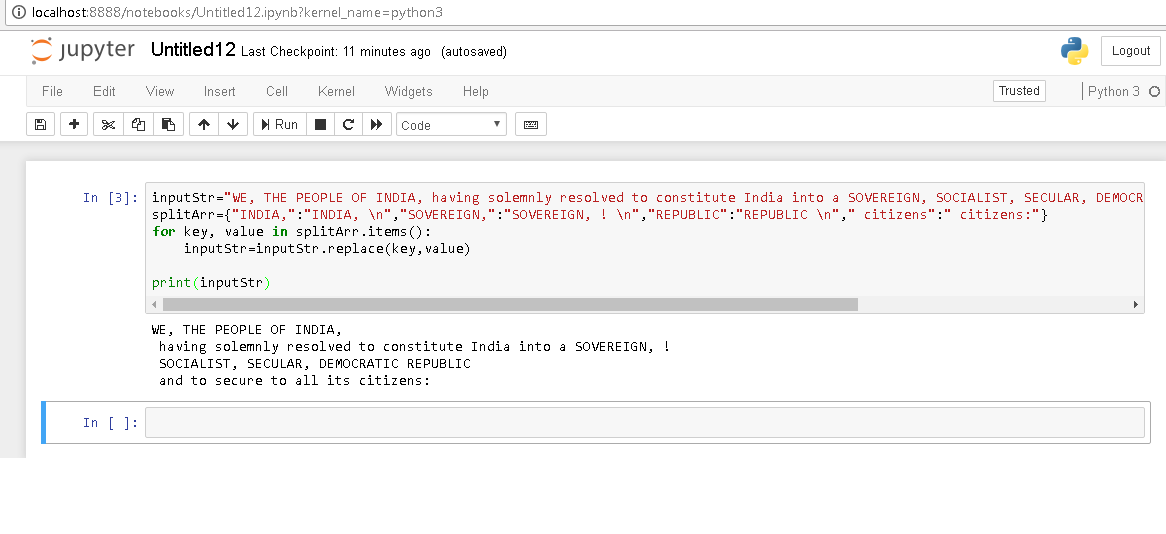 localhost:8888/notebooks/Untitled12.ipynb?kernel_name=python3
jupyter Untitled12 Last Checkpoint: 11 minutes ago (autosaved)
Logout
File Edit View Insert Cell Kernel Widgets Help
Trusted
Python 3
Run
Code
In [3]:
inputStr="WE, THE PEOPLE OF INDIA, having solemnly resolved to constitute India into a SOVEREIGN, SOCIALIST, SECULAR, DEMOCR
splitArr={"INDIA,":"INDIA, \n","SOVEREIGN,":"SOVEREIGN, ! \n","REPUBLIC":"REPUBLIC \n"," citizens":" citizens:"}
for key, value in splitArr.items():
    inputStr=inputStr.replace(key,value)
print(inputStr)
WE, THE PEOPLE OF INDIA,
 having solemnly resolved to constitute India into a SOVEREIGN, !
 SOCIALIST, SECULAR, DEMOCRATIC REPUBLIC
 and to secure to all its citizens:
In [ ]: